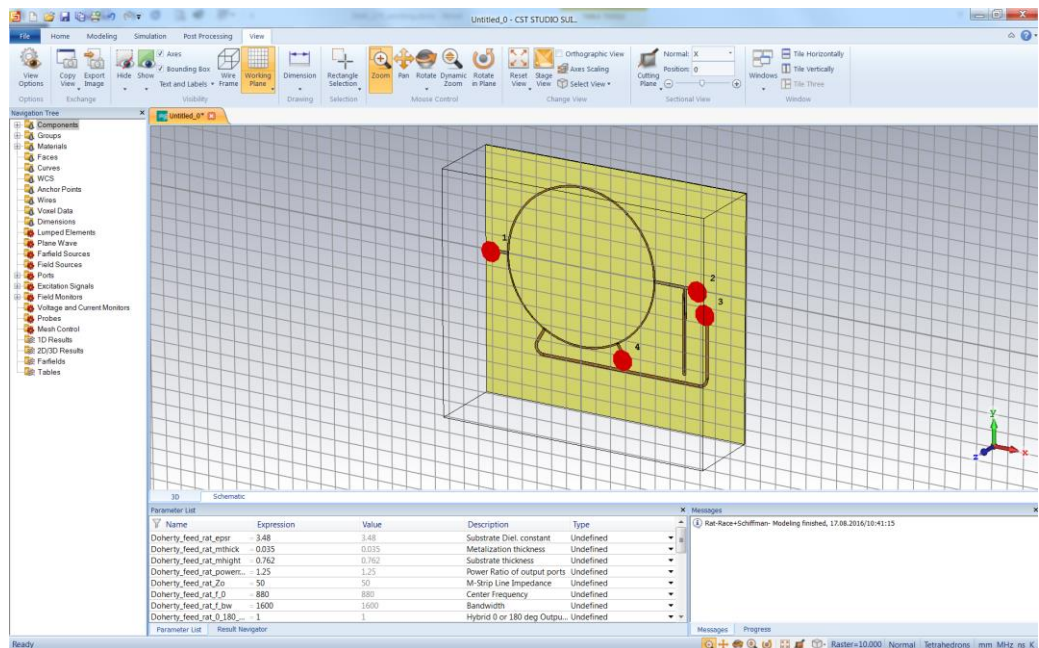 Untitled_0 - CST STUDIO SUI...
File Home Modeling Simulation Post Processing View
View Options
Copy View
Export Image
Hide
Show
Axes
Bounding Box
Text and Labels
Wire Frame
Working Plane
Dimension
Rectangle Selection
Zoom
Pan
Rotate
Dynamic Zoom
Rotate in Plane
Reset View
Stage View
Orthographic View
Axes Scaling
Select View
Cutting Plane
Normal: X
Position: 0
Windows
Tile Horizontally
Tile Vertically
Tile Three
Options Exchange Visibility Drawing Selection Mouse Control Change View Sectional View Window
Navigation Tree
Untitled_0*
Components
Groups
Materials
Faces
Curves
WCS
Anchor Points
Wires
Voxel Data
Dimensions
Lumped Elements
Plane Wave
Farfield Sources
Field Sources
Ports
Excitation Signals
Field Monitors
Voltage and Current Monitors
Probes
Mesh Control
1D Results
2D/3D Results
Farfields
Tables
1
2
3
4
y
x
z
3D Schematic
Parameter List
Name Expression Value Description Type
Doherty_feed_rat_epsr = 3.48 3.48 Substrate Diel. constant Undefined
Doherty_feed_rat_mthick = 0.035 0.035 Metalization thickness Undefined
Doherty_feed_rat_mhight = 0.762 0.762 Substrate thickness Undefined
Doherty_feed_rat_powerr... = 1.25 1.25 Power Ratio of output ports Undefined
Doherty_feed_rat_Zo = 50 50 M-Strip Line Impedance Undefined
Doherty_feed_rat_f_0 = 880 880 Center Frequency Undefined
Doherty_feed_rat_f_bw = 1600 1600 Bandwidth Undefined
Doherty_feed_rat_0_180_... = 1 1 Hybrid 0 or 180 deg Outpu... Undefined
Parameter List Result Navigator
Messages
Rat-Race+Schiffman- Modeling finished, 17.08.2016/10:41:15
Messages Progress
Ready
Raster=10.000 Normal Tetrahedrons mm MHz ns K